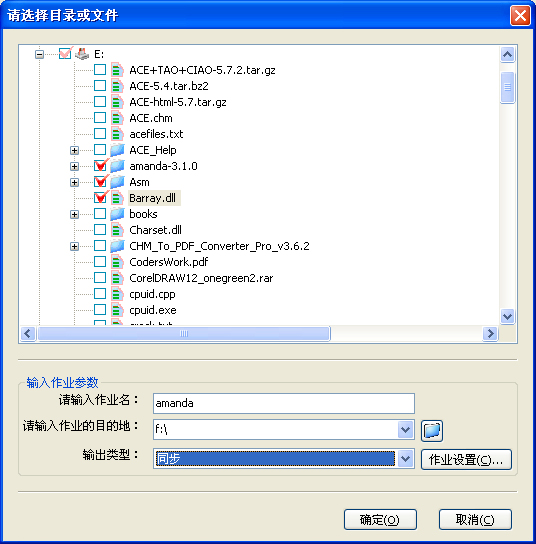 请选择目录或文件
E:
ACE+TAO+CIAO-5.7.2.tar.gz
ACE-5.4.tar.bz2
ACE-html-5.7.tar.gz
ACE.chm
acefiles.txt
ACE_Help
amanda-3.1.0
Asm
Barray.dll
books
Charset.dll
CHM_To_PDF_Converter_Pro_v3.6.2
CodersWork.pdf
CorelDRAW12_onegreen2.rar
cpuid.cpp
cpuid.exe
输入作业参数
请输入作业名：
amanda
请输入作业的目的地：
f:\
输出类型：
同步
作业设置(C)...
确定(O)
取消(C)